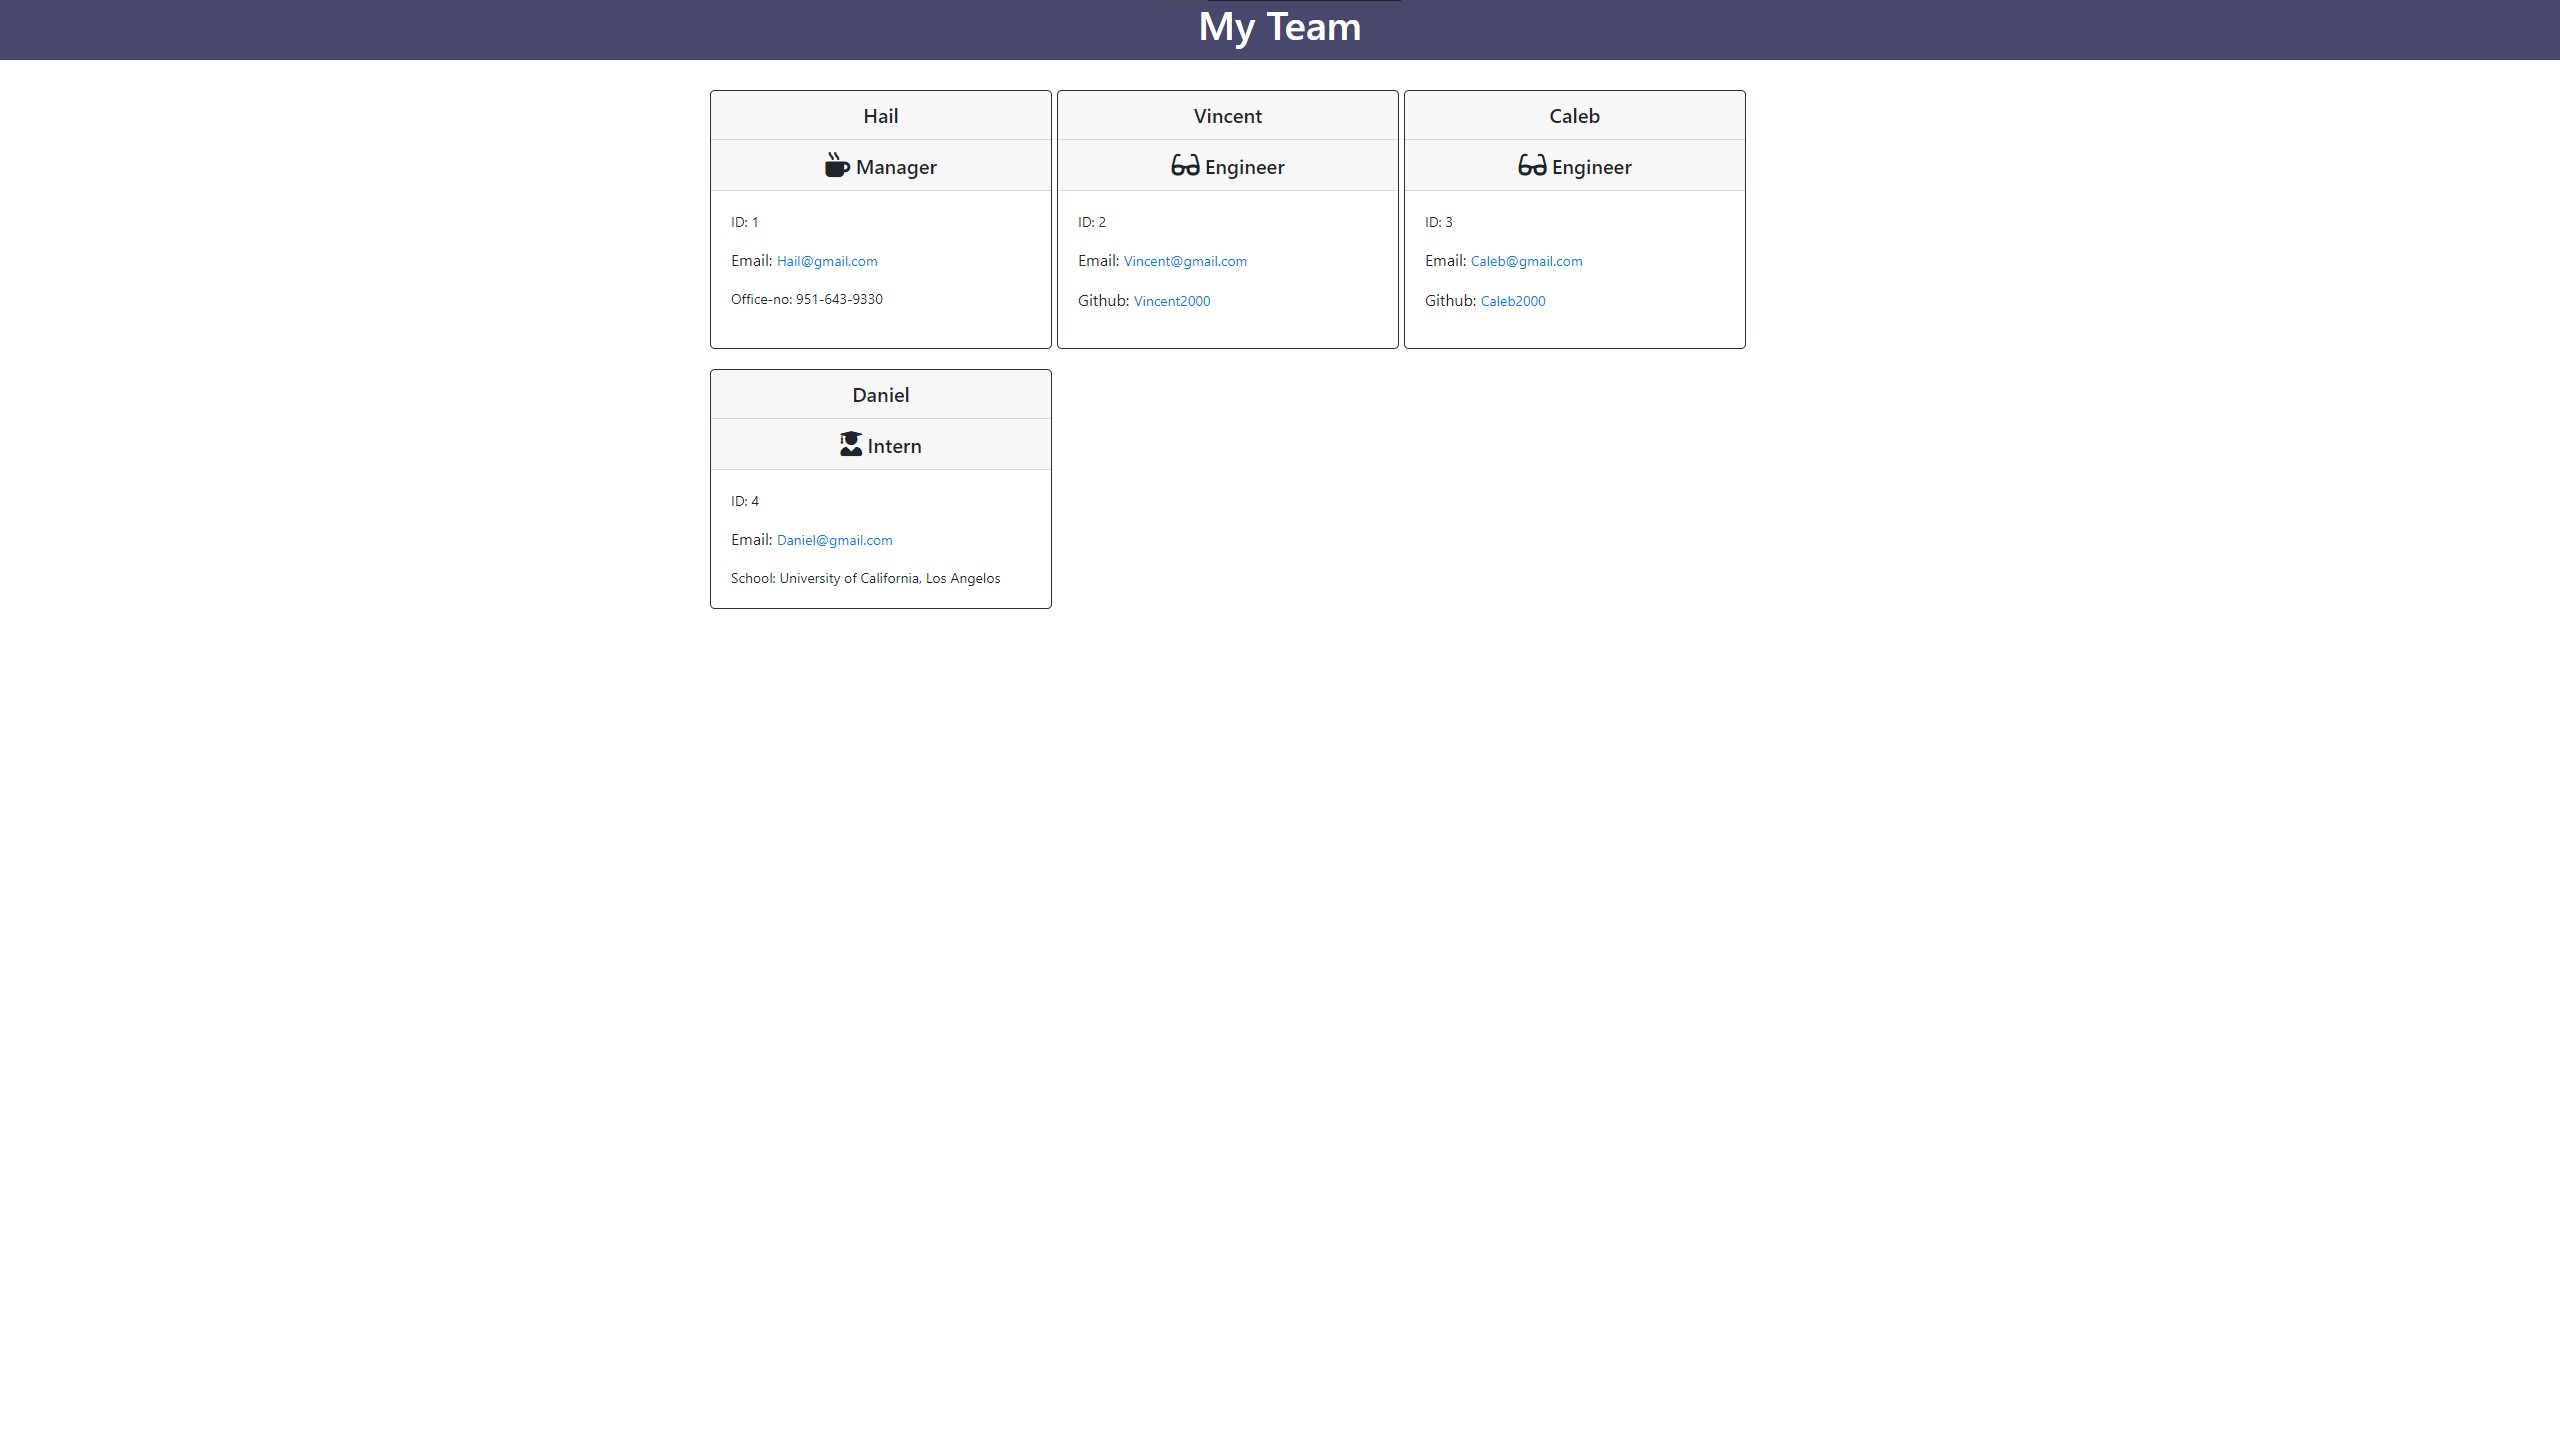 My Team
Hail
Manager
ID: 1
Email: Hail@gmail.com
Office-no: 951-643-9330
Vincent
Engineer
ID: 2
Email: Vincent@gmail.com
Github: Vincent2000
Caleb
Engineer
ID: 3
Email: Caleb@gmail.com
Github: Caleb2000
Daniel
Intern
ID: 4
Email: Daniel@gmail.com
School: University of California, Los Angelos